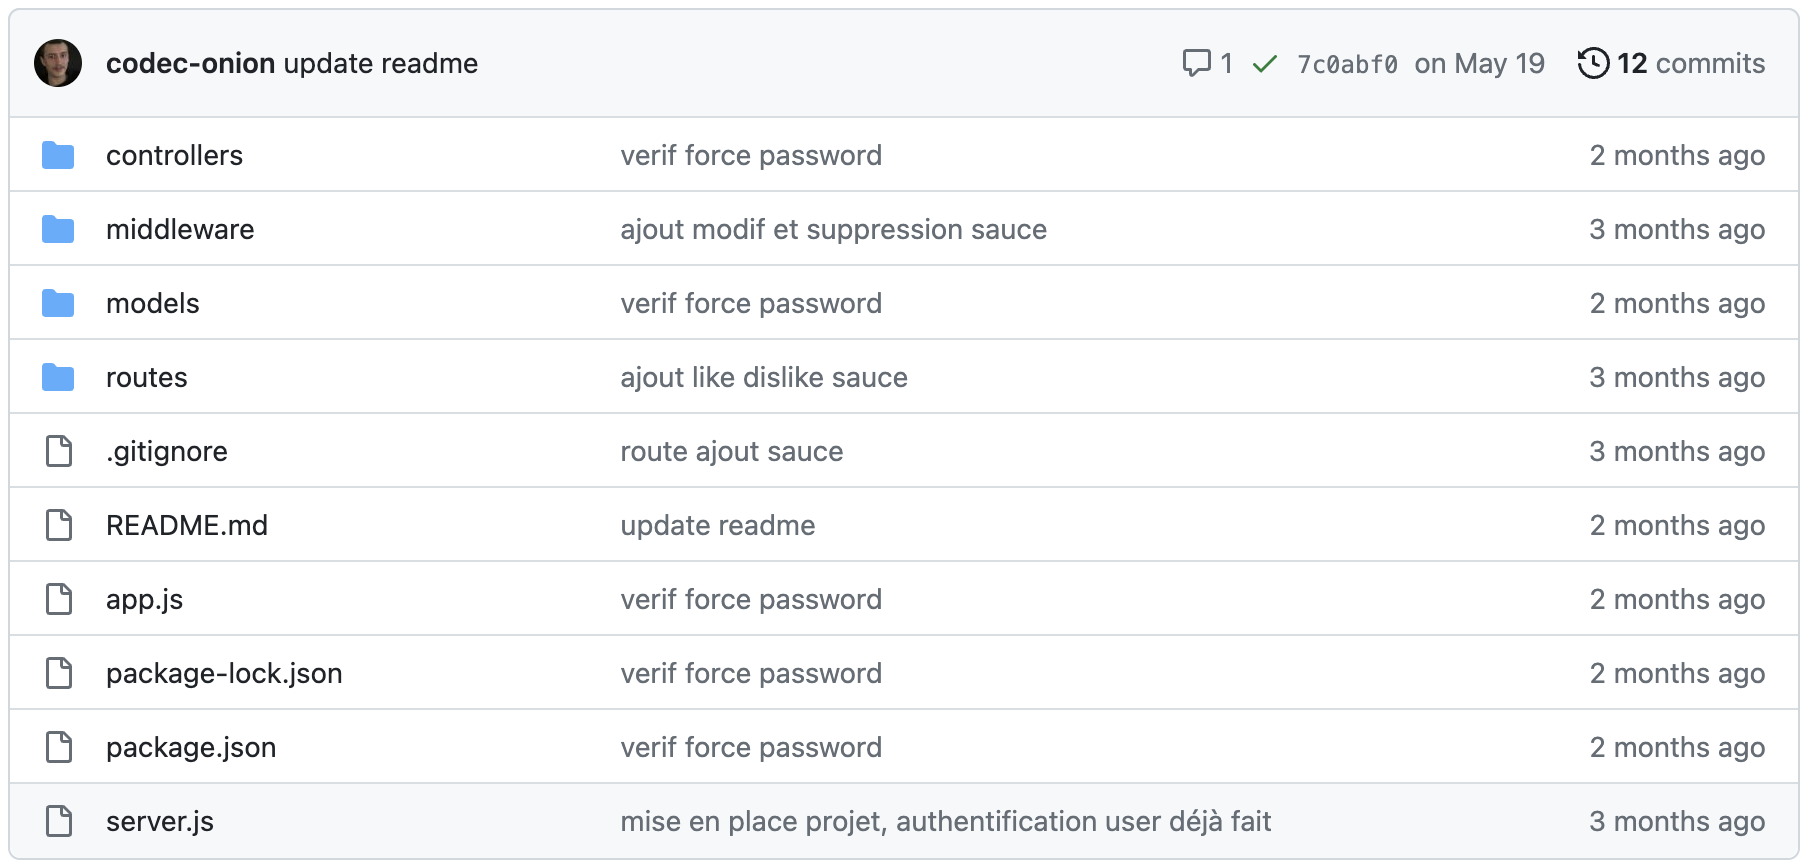 codec-onion update readme 1 7c0abf0 on May 19 12 commits
controllers verif force password 2 months ago
middleware ajout modif et suppression sauce 3 months ago
models verif force password 2 months ago
routes ajout like dislike sauce 3 months ago
.gitignore route ajout sauce 3 months ago
README.md update readme 2 months ago
app.js verif force password 2 months ago
package-lock.json verif force password 2 months ago
package.json verif force password 2 months ago
server.js mise en place projet, authentification user déjà fait 3 months ago